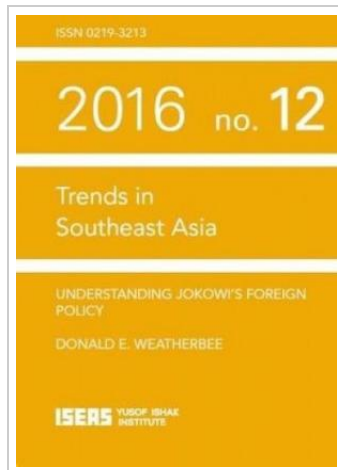 ISSN 0219-3213
2016 no. 12
Trends in
Southeast Asia
UNDERSTANDING JOKOWI'S FOREIGN
POLICY
DONALD E. WEATHERBEE
ISEAS YUSOF ISHAK
INSTITUTE